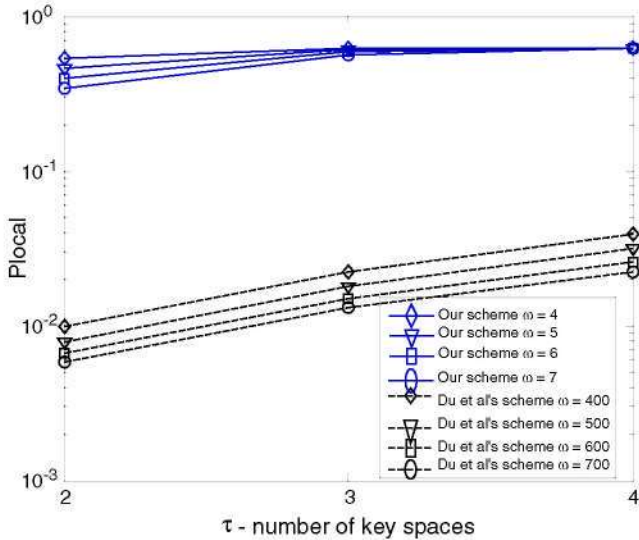 10^0
10^-1
10^-2
10^-3
Plocal
Our scheme ω = 4
Our scheme ω = 5
Our scheme ω = 6
Our scheme ω = 7
Du et al's scheme ω = 400
Du et al's scheme ω = 500
Du et al's scheme ω = 600
Du et al's scheme ω = 700
2
3
4
τ - number of key spaces